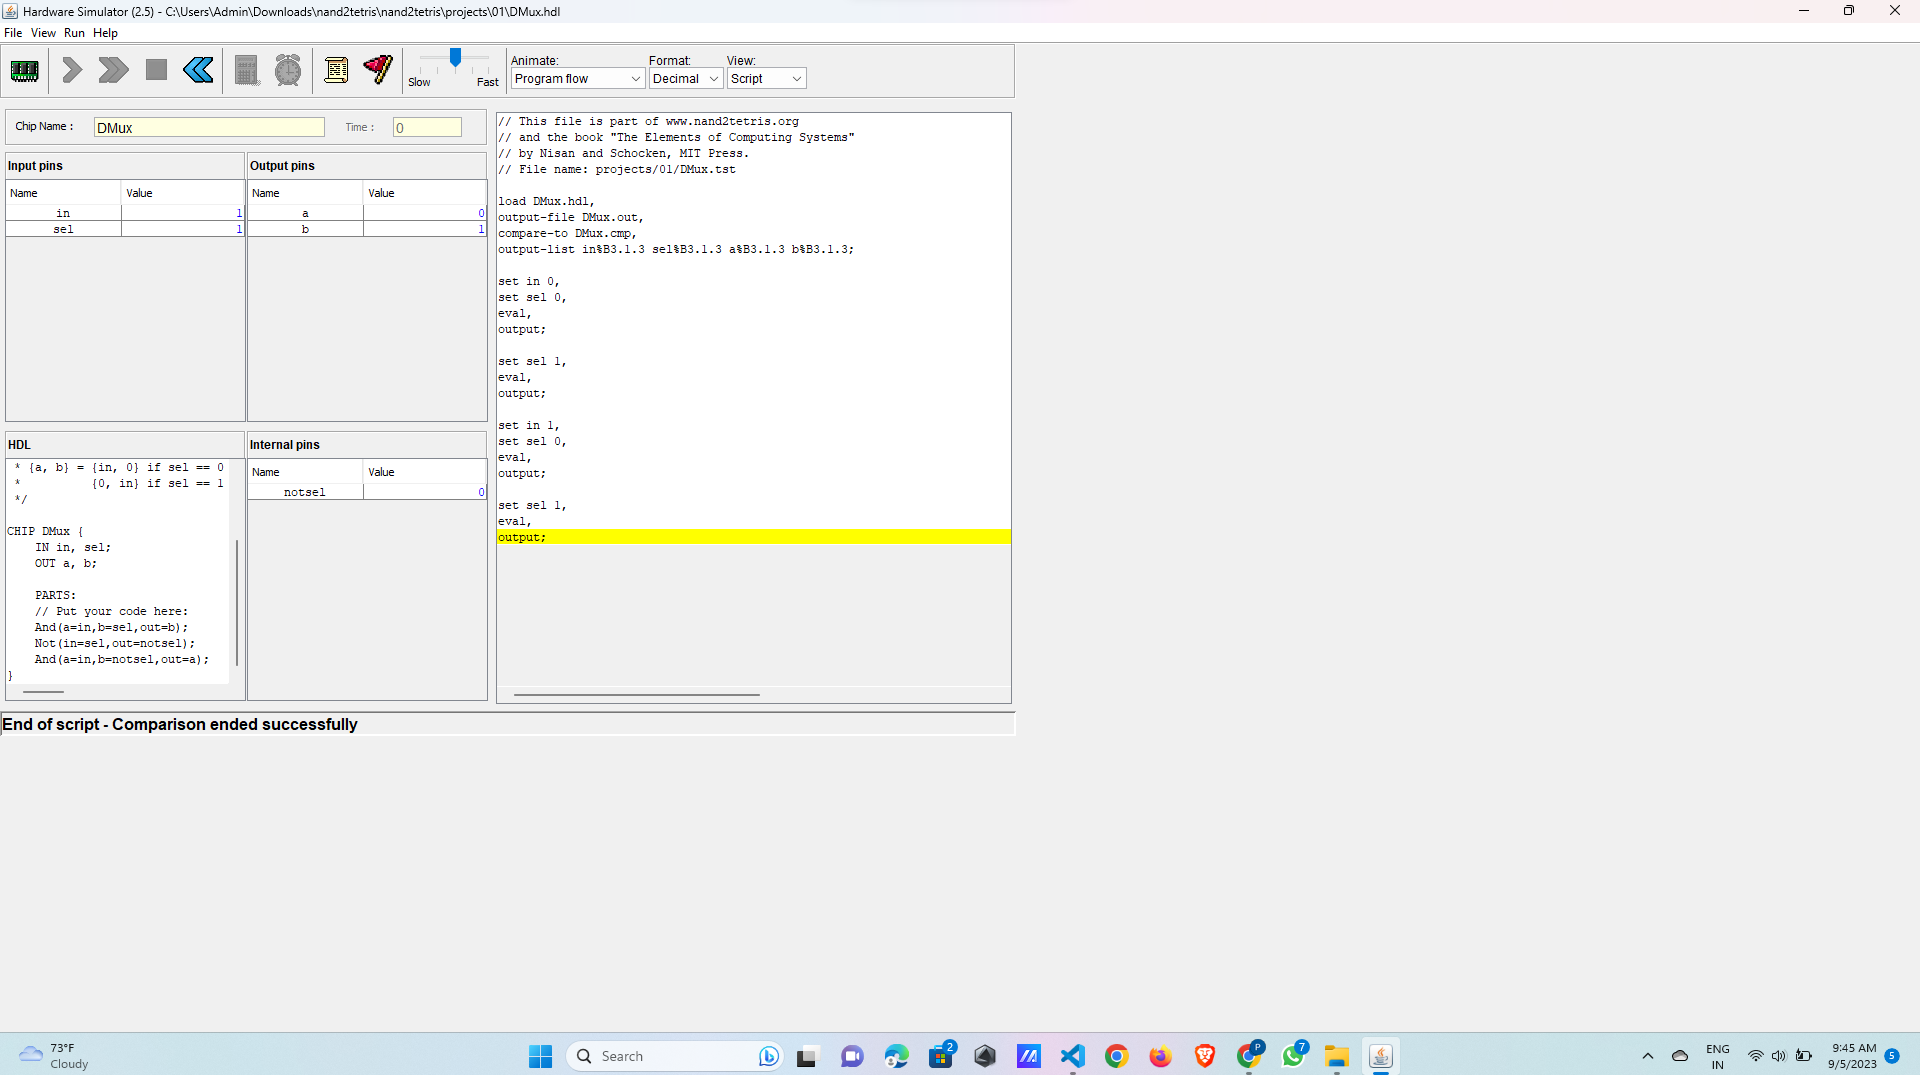 Hardware Simulator (2.5) - C:\Users\Admin\Downloads\nand2tetris\nand2tetris\projects\01\DMux.hdl
File View Run Help
Slow Fast
Animate:
Program flow
Format:
Decimal
View:
Script
Chip Name :
DMux
Time :
0
Input pins
Name Value
in 1
sel 1
Output pins
Name Value
a 0
b 1
HDL
* {a, b} = {in, 0} if sel == 0
* {0, in} if sel == 1
*/
CHIP DMux {
IN in, sel;
OUT a, b;
PARTS:
// Put your code here:
And(a=in,b=sel,out=b);
Not(in=sel,out=notsel);
And(a=in,b=notsel,out=a);
}
Internal pins
Name Value
notsel 0
// This file is part of www.nand2tetris.org
// and the book "The Elements of Computing Systems"
// by Nisan and Schocken, MIT Press.
// File name: projects/01/DMux.tst
load DMux.hdl,
output-file DMux.out,
compare-to DMux.cmp,
output-list in%B3.1.3 sel%B3.1.3 a%B3.1.3 b%B3.1.3;
set in 0,
set sel 0,
eval,
output;
set sel 1,
eval,
output;
set in 1,
set sel 0,
eval,
output;
set sel 1,
eval,
output;
End of script - Comparison ended successfully
73°F
Cloudy
Search
2
P
7
ENG
IN
9:45 AM
9/5/2023
5